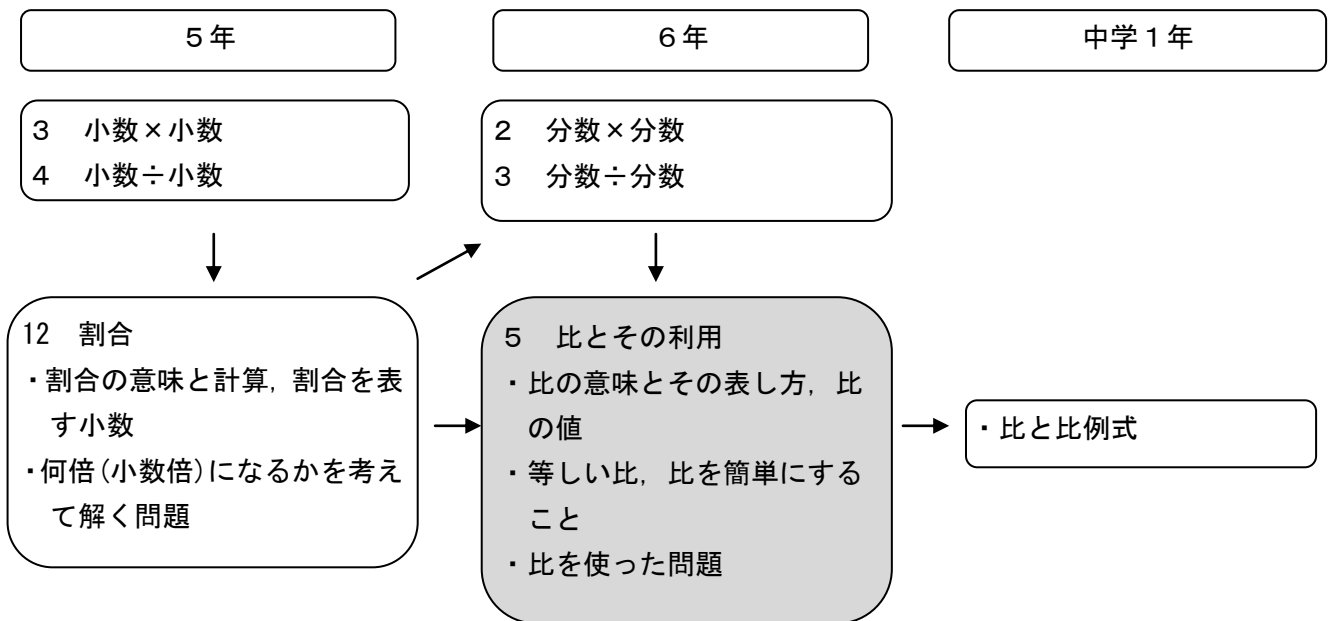 ５年
６年
中学１年
３　小数×小数
４　小数÷小数
２　分数×分数
３　分数÷分数
12　割合
・割合の意味と計算，割合を表
す小数
・何倍(小数倍)になるかを考え
て解く問題
５　比とその利用
・比の意味とその表し方，比
の値
・等しい比，比を簡単にする
こと
・比を使った問題
・比と比例式